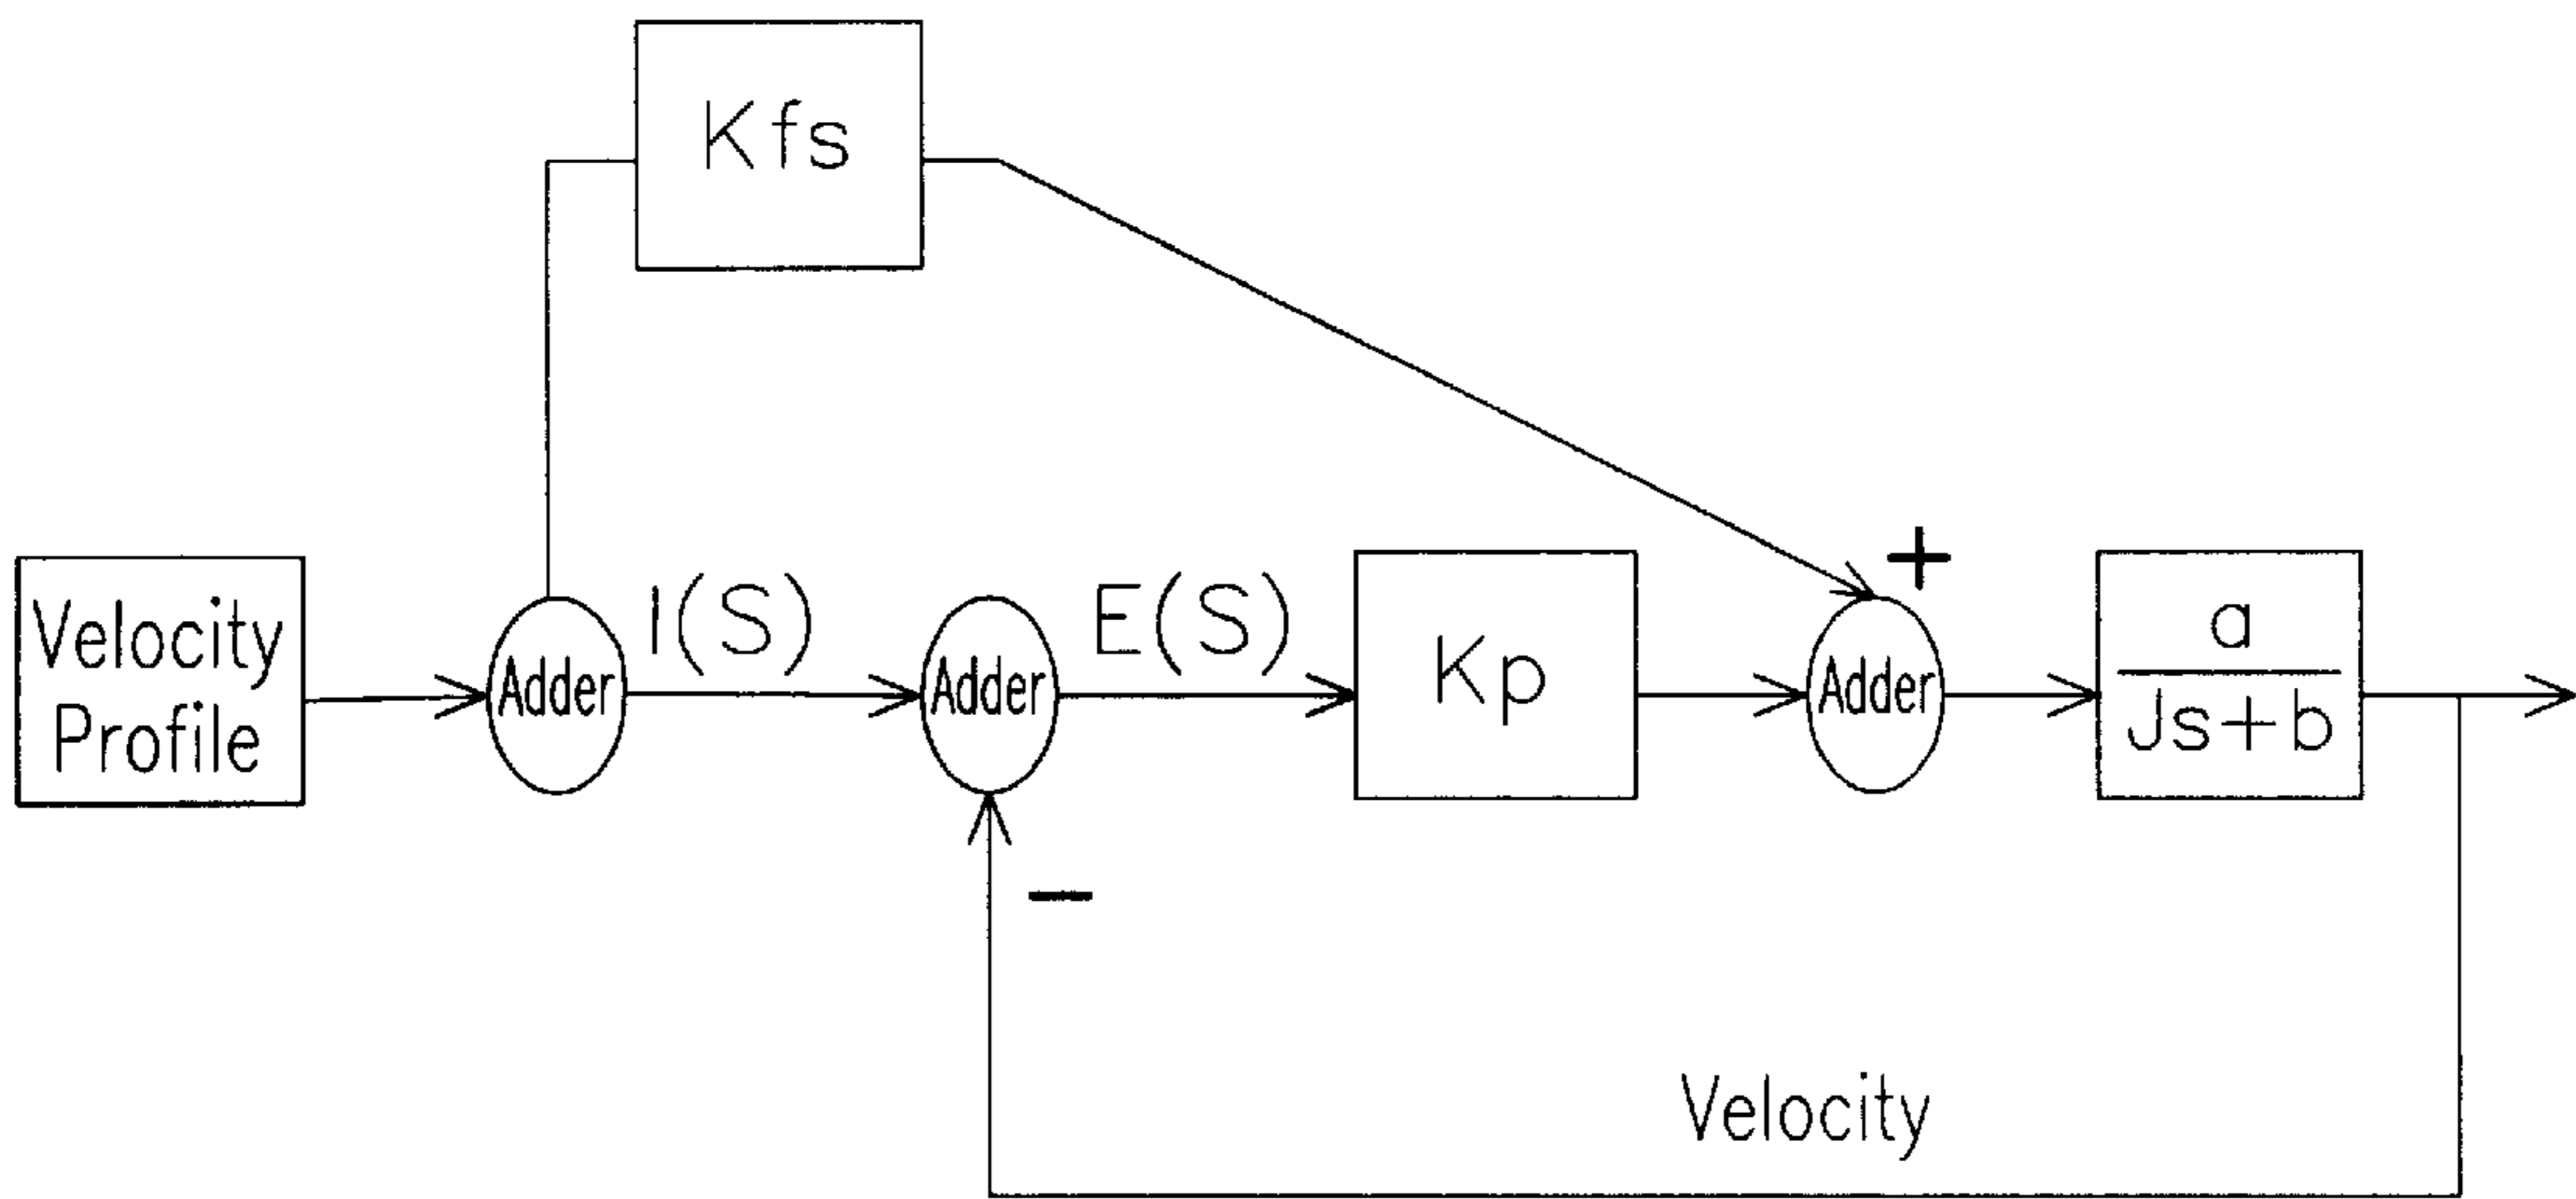 Kfs
+
Velocity
Profile
Adder
I(S)
Adder
E(S)
Kp
Adder
a
Js+b
−
Velocity